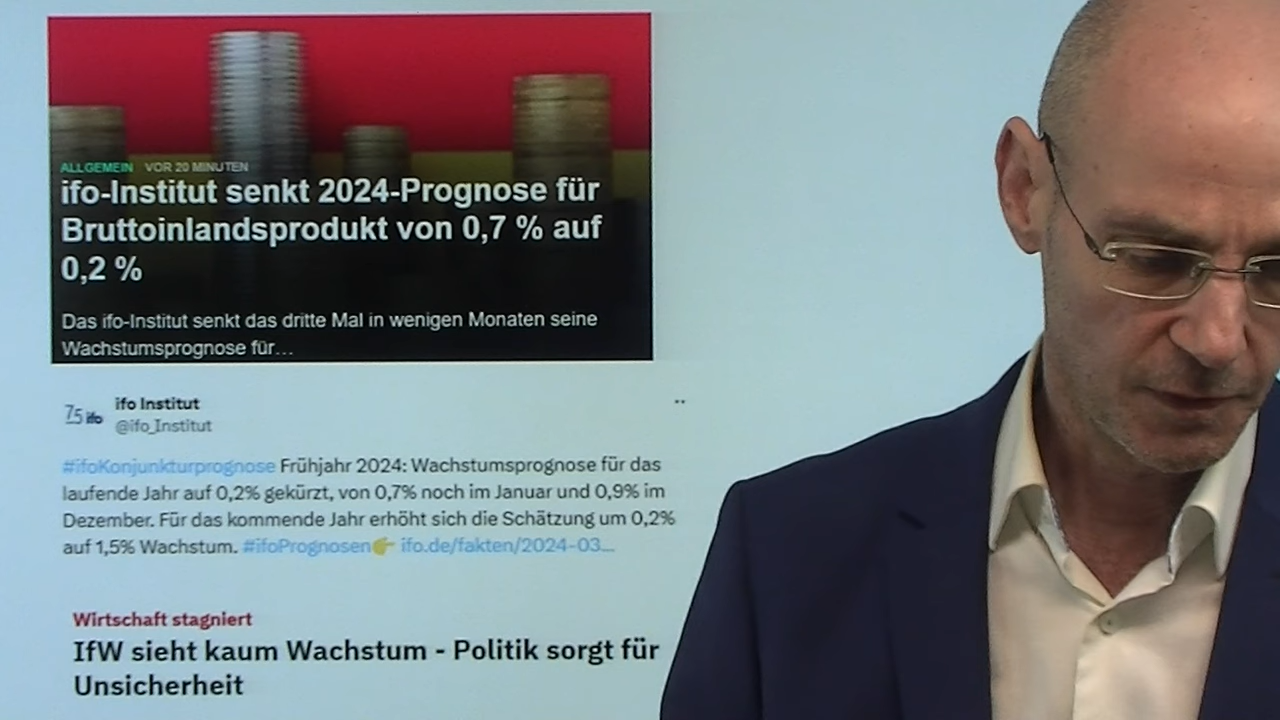 ALLGEMEIN VOR 20 MINUTEN
ifo-Institut senkt 2024-Prognose für
Bruttoinlandsprodukt von 0,7 % auf
0,2 %
Das ifo-Institut senkt das dritte Mal in wenigen Monaten seine
Wachstumsprognose für...
75 ifo
ifo Institut
@ifo_Institut
#ifoKonjunkturprognose Frühjahr 2024: Wachstumsprognose für das
laufende Jahr auf 0,2% gekürzt, von 0,7% noch im Januar und 0,9% im
Dezember. Für das kommende Jahr erhöht sich die Schätzung um 0,2%
auf 1,5% Wachstum. #ifoPrognosen👉 ifo.de/fakten/2024-03...
Wirtschaft stagniert
IfW sieht kaum Wachstum - Politik sorgt für
Unsicherheit